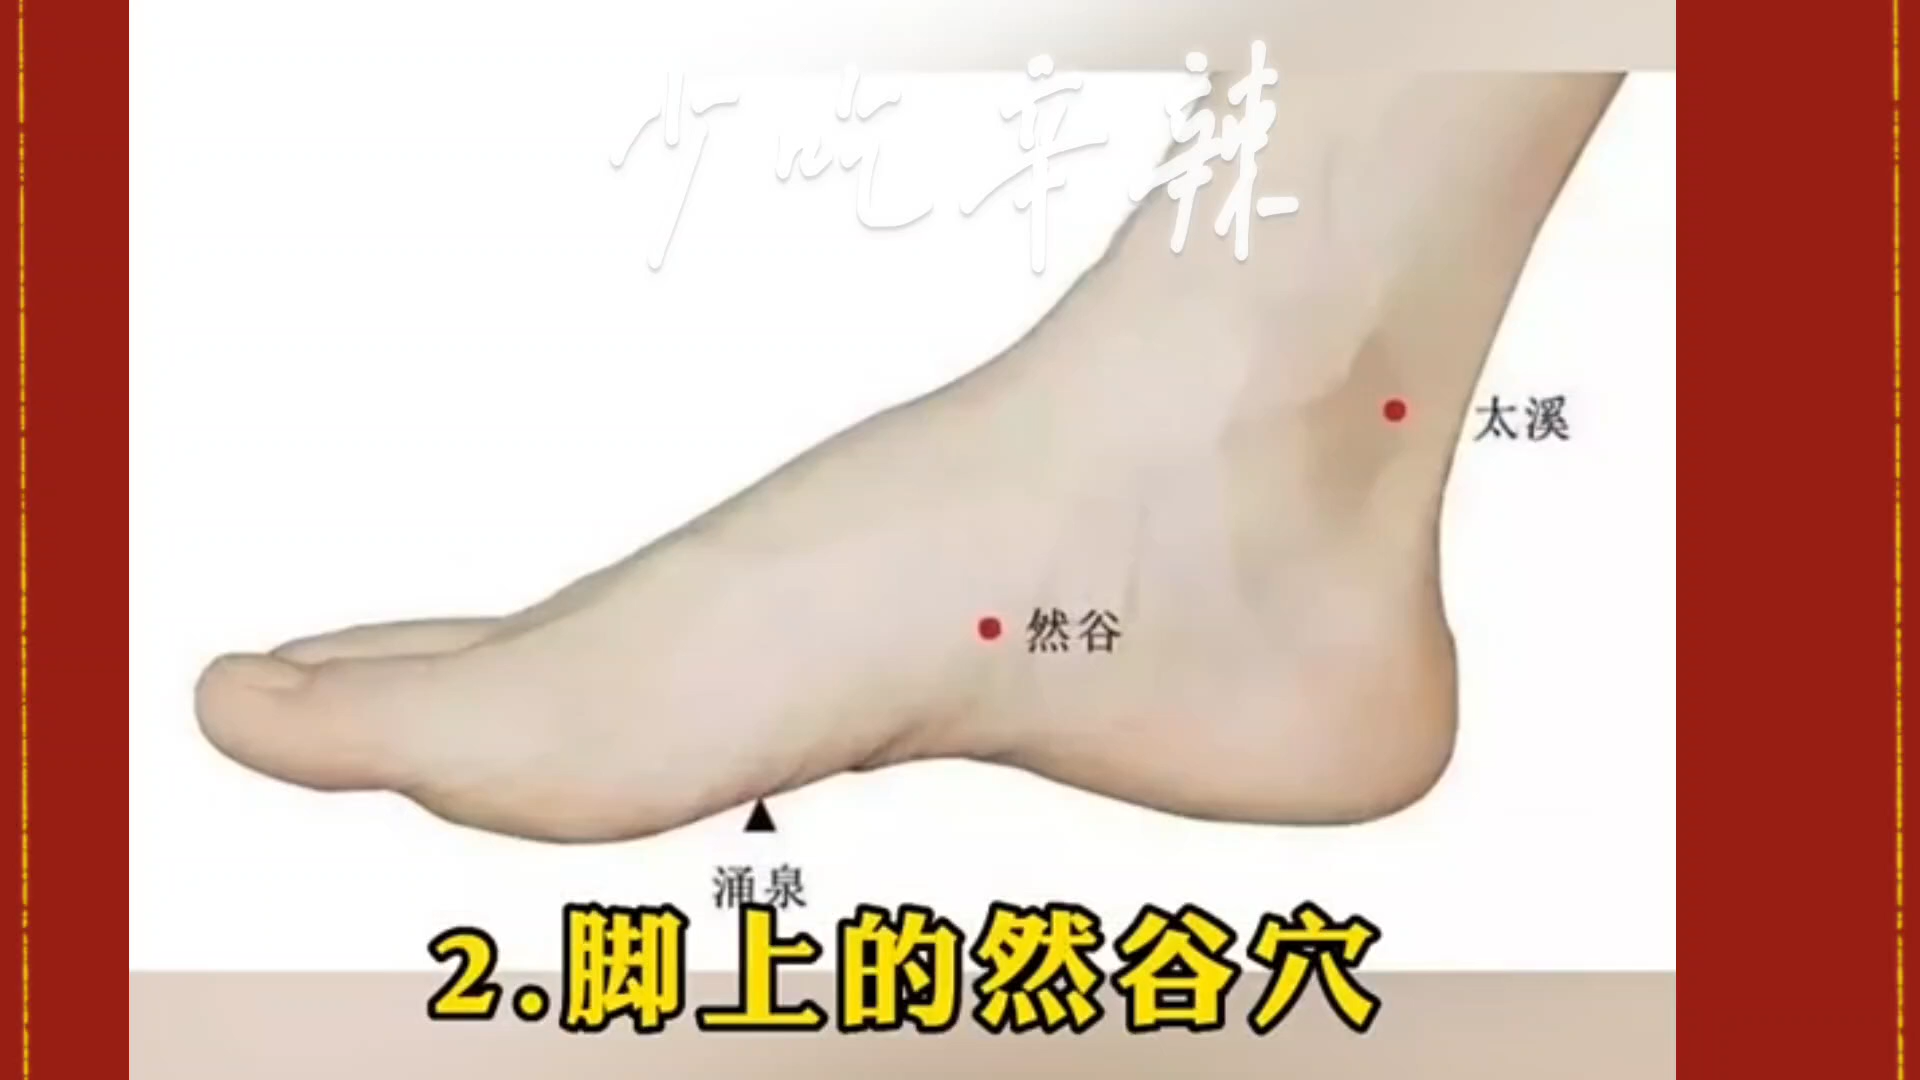 少吃辛辣
太溪
然谷
涌泉
2.脚上的然谷穴